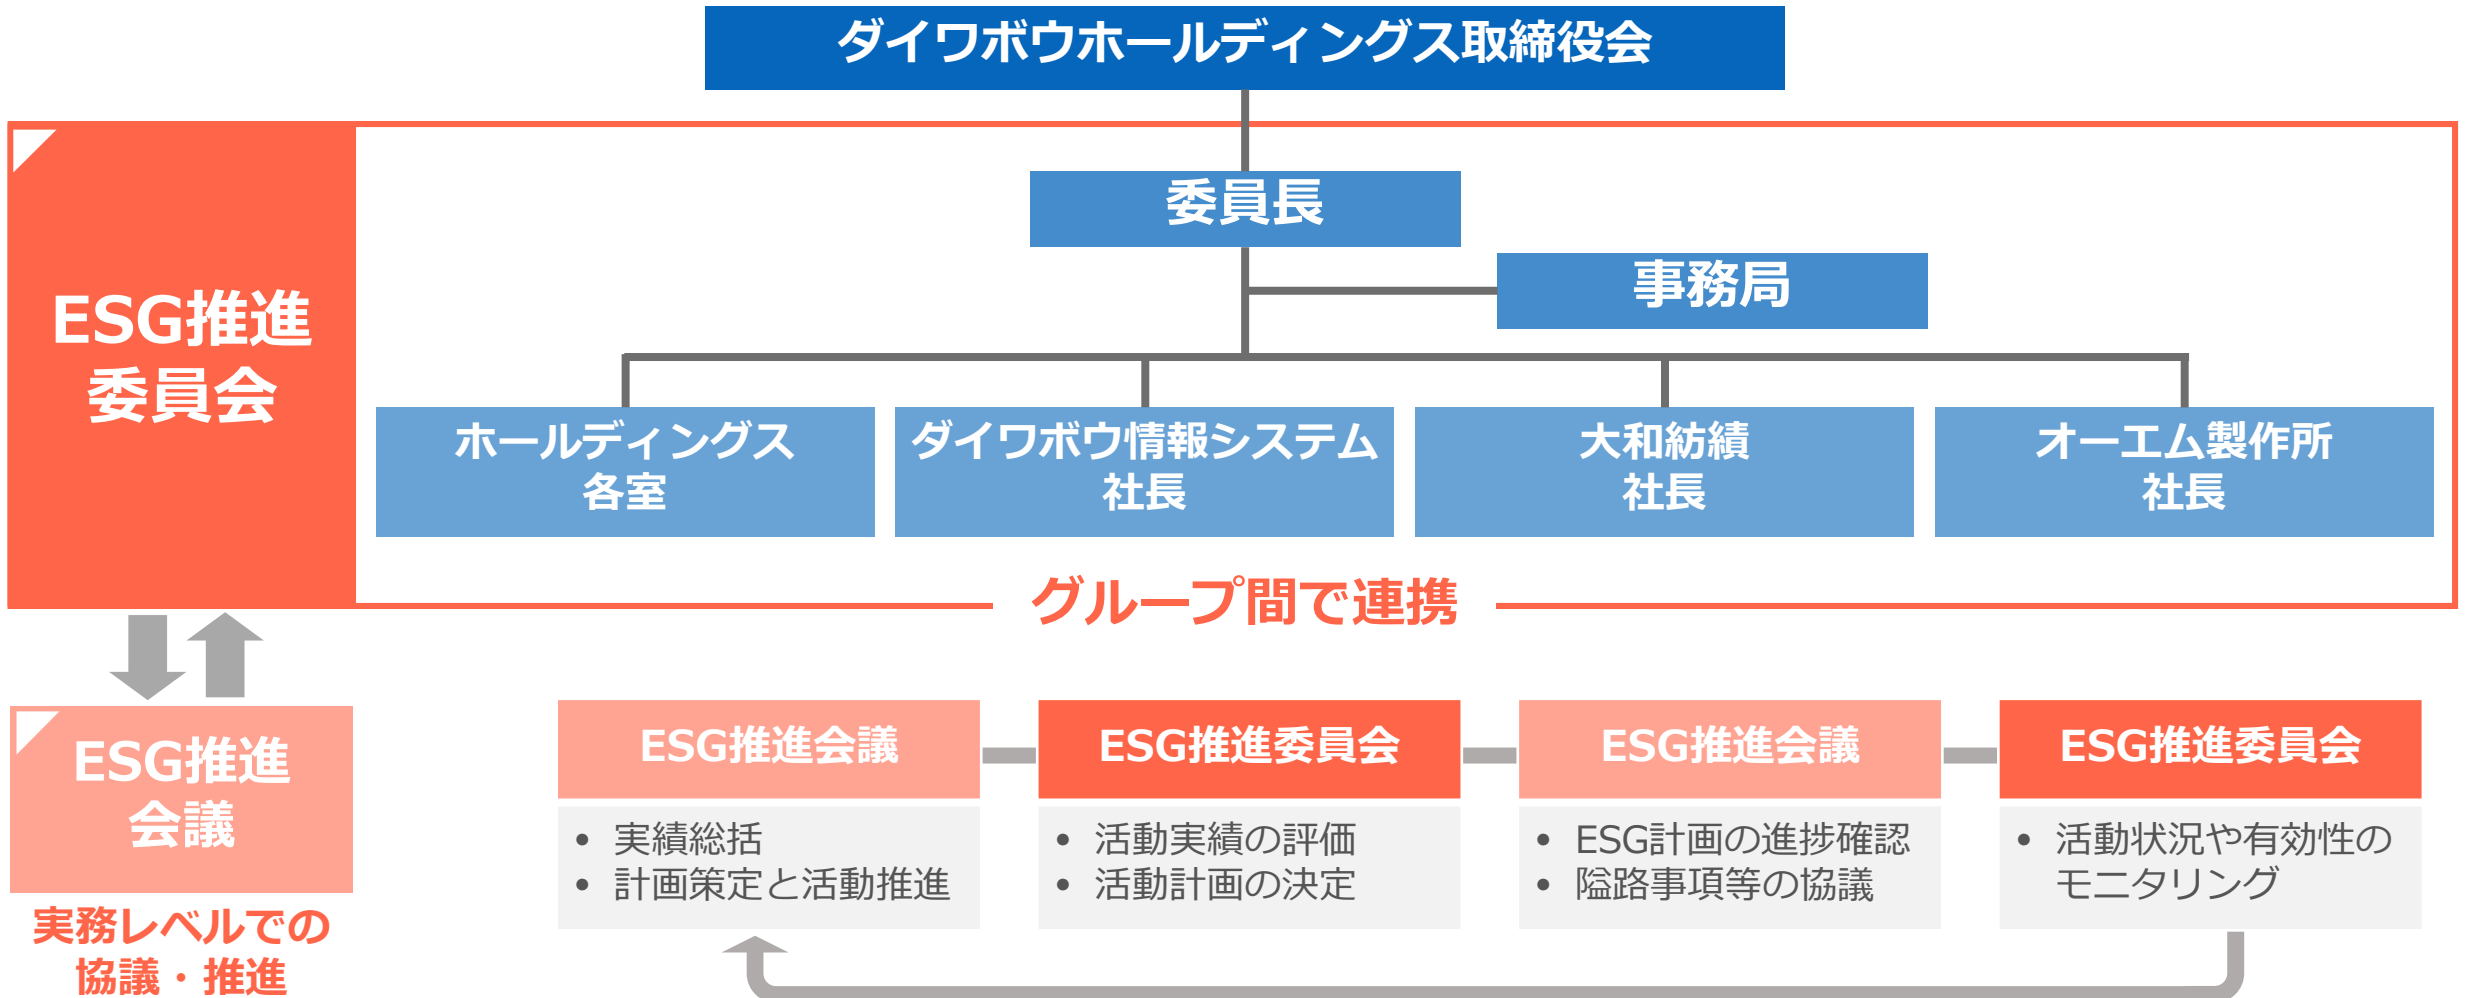 ダイワボウホールディングス取締役会
委員長
事務局
ESG推進
委員会
ホールディングス
各室
ダイワボウ情報システム
社長
大和紡績
社長
オーエム製作所
社長
グループ間で連携
ESG推進
会議
実務レベルでの
協議・推進
ESG推進会議
• 実績総括
• 計画策定と活動推進
ESG推進委員会
• 活動実績の評価
• 活動計画の決定
ESG推進会議
• ESG計画の進捗確認
• 隘路事項等の協議
ESG推進委員会
• 活動状況や有効性の
モニタリング